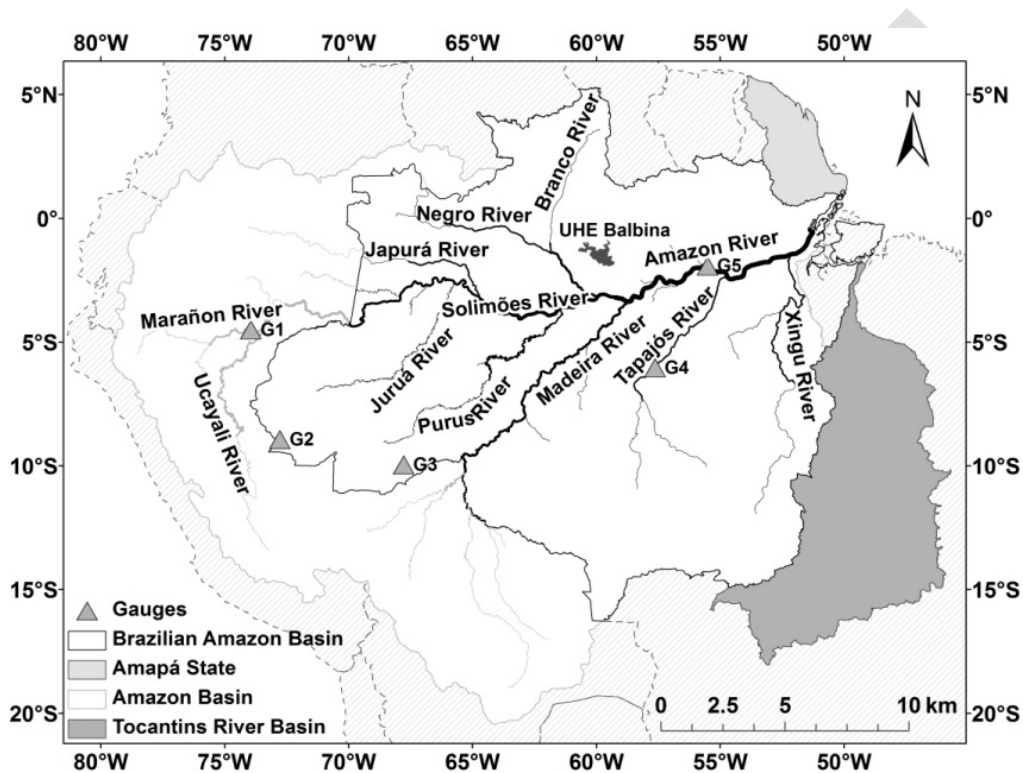 80°W 75°W 70°W 65°W 60°W 55°W 50°W
5°N 5°N
N
Branco River
Negro River
0° 0°
UHE Balbina
Japurá River
Amazon River
G5
Solimões River
Marañon River
G1
5°S 5°S
Juruá River
Purus River
Madeira River
Tapajós River
G4
Xingu River
Ucayali River
G2
G3
10°S 10°S
15°S 15°S
Gauges
Brazilian Amazon Basin
Amapá State
Amazon Basin
Tocantins River Basin
0 2.5 5 10 km
20°S 20°S
80°W 75°W 70°W 65°W 60°W 55°W 50°W